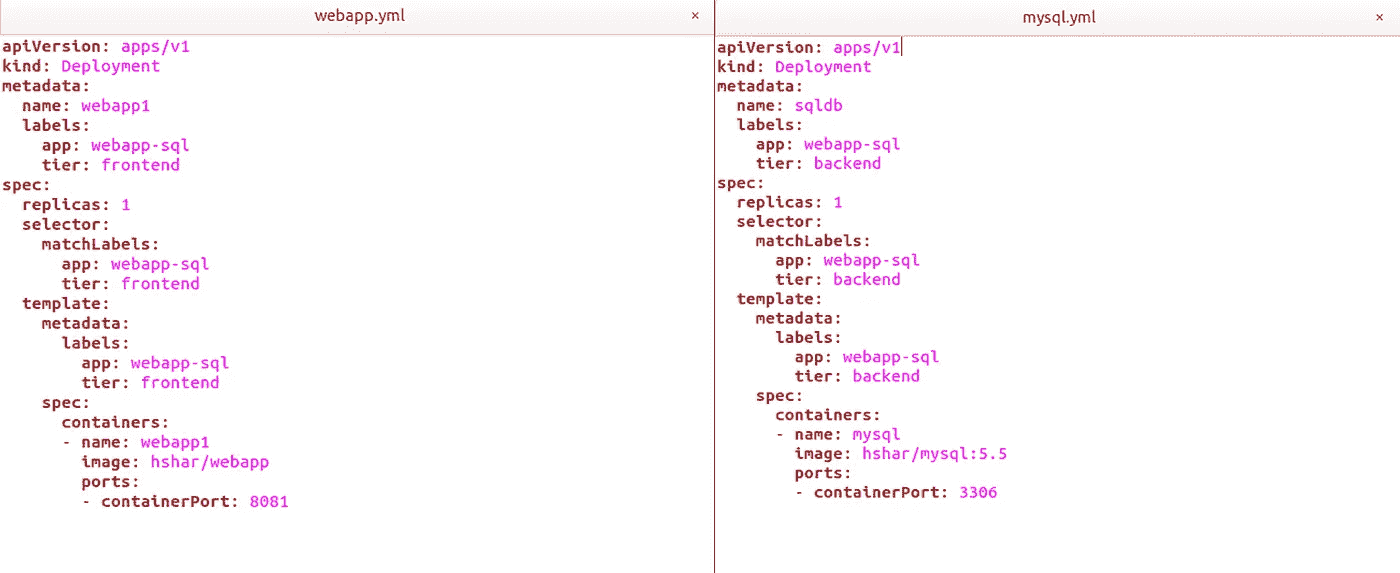 webapp.yml ×
apiVersion: apps/v1
kind: Deployment
metadata:
  name: webapp1
  labels:
    app: webapp-sql
    tier: frontend
spec:
  replicas: 1
  selector:
    matchLabels:
      app: webapp-sql
      tier: frontend
  template:
    metadata:
      labels:
        app: webapp-sql
        tier: frontend
    spec:
      containers:
      - name: webapp1
        image: hshar/webapp
        ports:
        - containerPort: 8081
mysql.yml ×
apiVersion: apps/v1
kind: Deployment
metadata:
  name: sqldb
  labels:
    app: webapp-sql
    tier: backend
spec:
  replicas: 1
  selector:
    matchLabels:
      app: webapp-sql
      tier: backend
  template:
    metadata:
      labels:
        app: webapp-sql
        tier: backend
    spec:
      containers:
      - name: mysql
        image: hshar/mysql:5.5
        ports:
        - containerPort: 3306